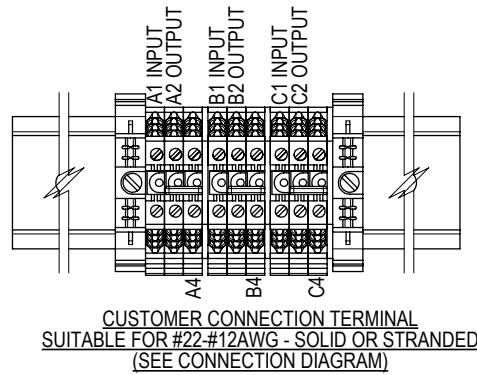 A1 INPUT
A2 OUTPUT
B1 INPUT
B2 OUTPUT
C1 INPUT
C2 OUTPUT
A4
B4
C4
CUSTOMER CONNECTION TERMINAL
SUITABLE FOR #22-#12AWG - SOLID OR STRANDED
(SEE CONNECTION DIAGRAM)